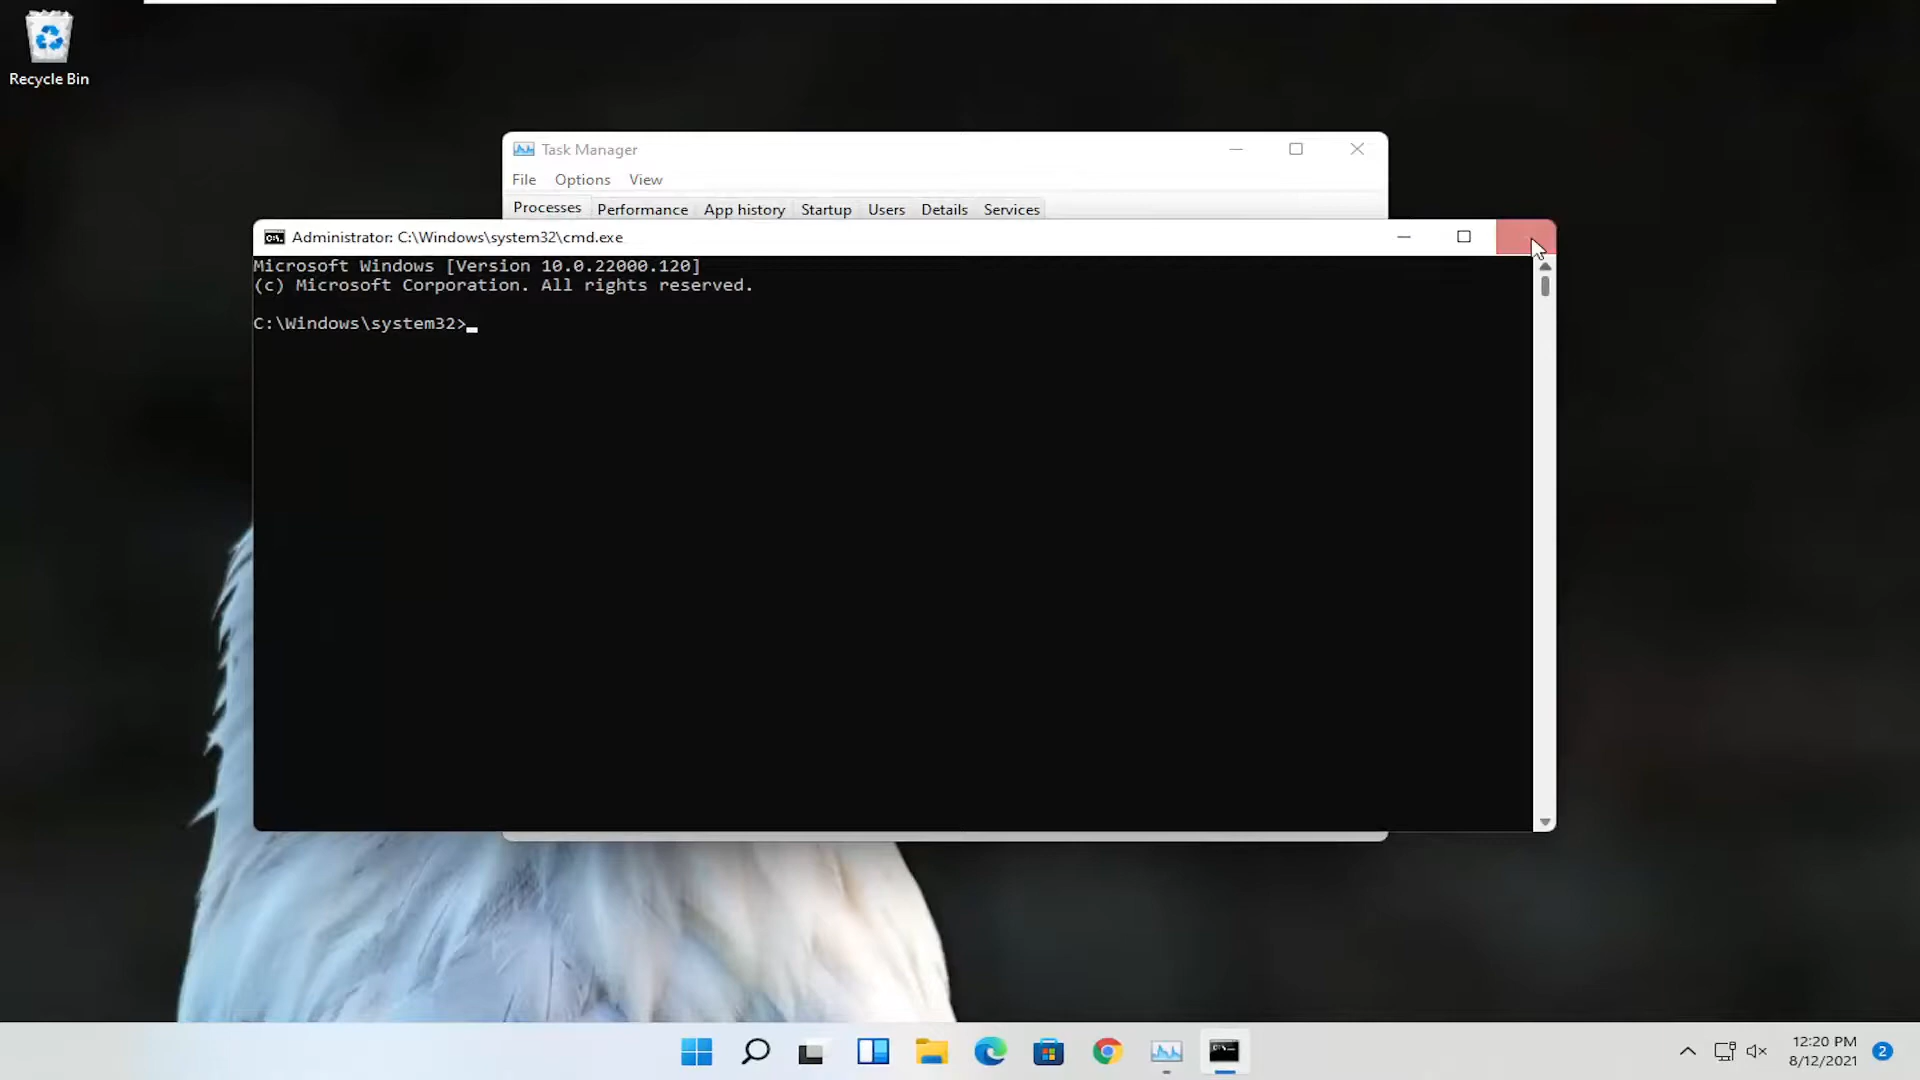 Recycle Bin
Task Manager
File Options View
Processes Performance App history Startup Users Details Services
Administrator: C:\Windows\system32\cmd.exe
Microsoft Windows [Version 10.0.22000.120]
(c) Microsoft Corporation. All rights reserved.
C:\Windows\system32>
12:20 PM
8/12/2021
2